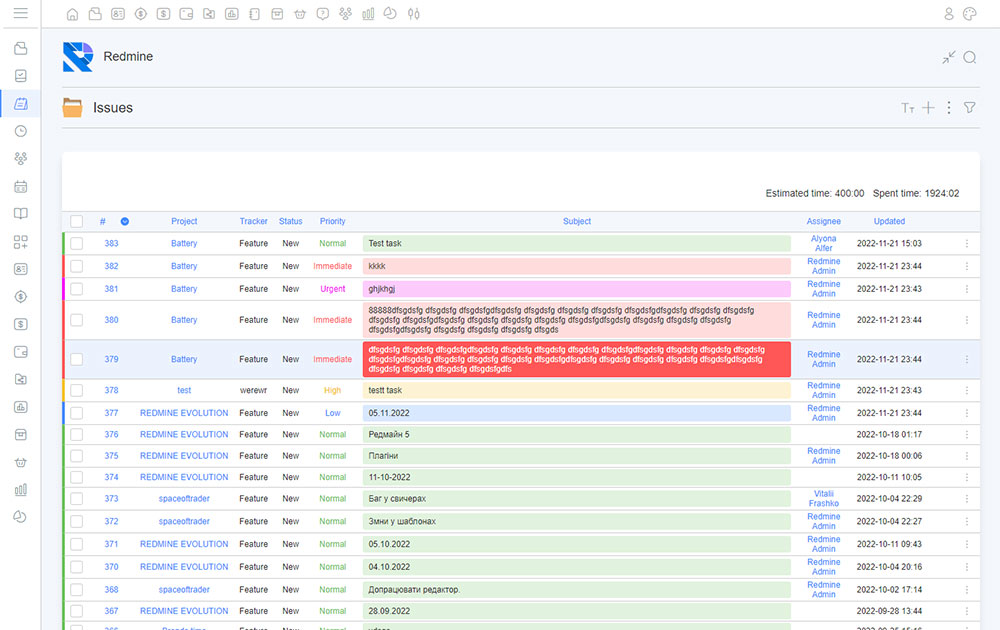 Redmine
Issues
Estimated time: 400:00 Spent time: 1924:02
# Project Tracker Status Priority Subject Assignee Updated
383 Battery Feature New Normal Test task Alyona Alfer 2022-11-21 15:03
382 Battery Feature New Immediate kkkk Redmine Admin 2022-11-21 23:44
381 Battery Feature New Urgent ghjkhgj Redmine Admin 2022-11-21 23:43
380 Battery Feature New Immediate 88888dfsgdsfg dfsgdsfg dfsgdsfgdfsgdsfg dfsgdsfg dfsgdsfg dfsgdsfg dfsgdsfgdfsgdsfg dfsgdsfg dfsgdsfg dfsgdsfg
dfsgdsfg dfsgdsfgdfsgdsfg dfsgdsfg dfsgdsfg dfsgdsfg dfsgdsfgdfsgdsfg dfsgdsfg dfsgdsfg dfsgdsfg
dfsgdsfgdfsgdsfg dfsgdsfg dfsgdsfg dfsgdsfg dfsgds Redmine Admin 2022-11-21 23:44
379 Battery Feature New Immediate dfsgdsfg dfsgdsfg dfsgdsfgdfsgdsfg dfsgdsfg dfsgdsfg dfsgdsfg dfsgdsfgdfsgdsfg dfsgdsfg dfsgdsfg dfsgdsfg
dfsgdsfgdfsgdsfg dfsgdsfg dfsgdsfg dfsgdsfg dfsgdsfgdfsgdsfg dfsgdsfg dfsgdsfg dfsgdsfg dfsgdsfgdfsgdsfg
dfsgdsfg dfsgdsfg dfsgdsfg dfsgdsfgdfs Redmine Admin 2022-11-21 23:44
378 test werewr New High testt task Redmine Admin 2022-11-21 23:43
377 REDMINE EVOLUTION Feature New Low 05.11.2022 Redmine Admin 2022-11-21 23:44
376 REDMINE EVOLUTION Feature New Normal Редмайн 5 2022-10-18 01:17
375 REDMINE EVOLUTION Feature New Normal Плагіни Redmine Admin 2022-10-18 00:06
374 REDMINE EVOLUTION Feature New Normal 11-10-2022 2022-10-11 10:05
373 spaceoftrader Feature New Normal Баг у свичерах Vitalii Frashko 2022-10-04 22:29
372 spaceoftrader Feature New Normal Змни у шаблонах Redmine Admin 2022-10-04 22:27
371 REDMINE EVOLUTION Feature New Normal 05.10.2022 Redmine Admin 2022-10-11 09:43
370 REDMINE EVOLUTION Feature New Normal 04.10.2022 Redmine Admin 2022-10-04 20:16
368 spaceoftrader Feature New Normal Допрацювати редактор. Redmine Admin 2022-10-02 17:14
367 REDMINE EVOLUTION Feature New Normal 28.09.2022 2022-09-28 13:44